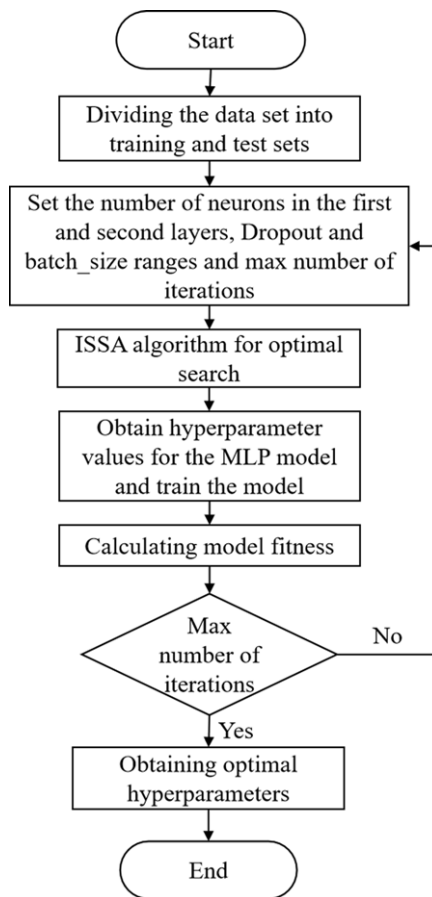 Start
Dividing the data set into
training and test sets
Set the number of neurons in the first
and second layers, Dropout and
batch_size ranges and max number of
iterations
ISSA algorithm for optimal
search
Obtain hyperparameter
values for the MLP model
and train the model
Calculating model fitness
Max
number of
iterations
No
Yes
Obtaining optimal
hyperparameters
End